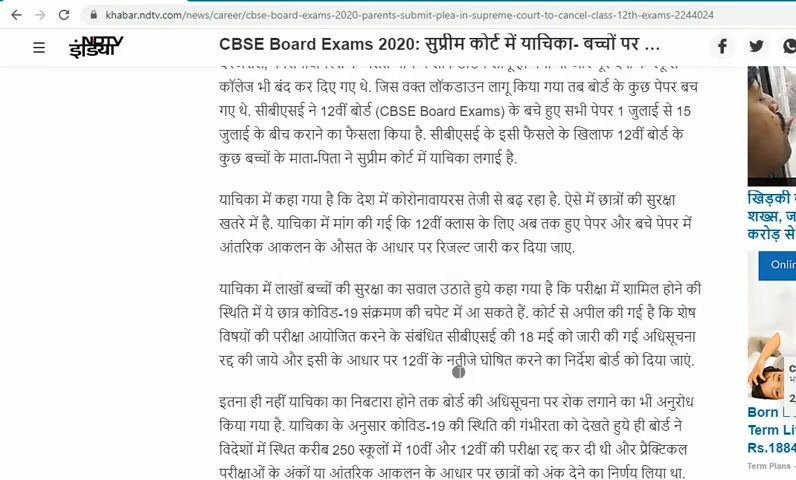 khabar.ndtv.com/news/career/cbse-board-exams-2020-parents-submit-plea-in-supreme-court-to-cancel-class-12th-exams-2244024
NDTV
इंडिया
CBSE Board Exams 2020: सुप्रीम कोर्ट में याचिका- बच्चों पर ...
कॉलेज भी बंद कर दिए गए थे. जिस वक्त लॉकडाउन लागू किया गया तब बोर्ड के कुछ पेपर बच
गए थे. सीबीएसई ने 12वीं बोर्ड (CBSE Board Exams) के बचे हुए सभी पेपर 1 जुलाई से 15
जुलाई के बीच कराने का फैसला किया है. सीबीएसई के इसी फैसले के खिलाफ 12वीं बोर्ड के
कुछ बच्चों के माता-पिता ने सुप्रीम कोर्ट में याचिका लगाई है.
याचिका में कहा गया है कि देश में कोरोनावायरस तेजी से बढ़ रहा है. ऐसे में छात्रों की सुरक्षा
खतरे में है. याचिका में मांग की गई कि 12वीं क्लास के लिए अब तक हुए पेपर और बचे पेपर में
आंतरिक आकलन के औसत के आधार पर रिजल्ट जारी कर दिया जाए.
याचिका में लाखों बच्चों की सुरक्षा का सवाल उठाते हुये कहा गया है कि परीक्षा में शामिल होने की
स्थिति में ये छात्र कोविड-19 संक्रमण की चपेट में आ सकते हैं. कोर्ट से अपील की गई है कि शेष
विषयों की परीक्षा आयोजित करने के संबंधित सीबीएसई की 18 मई को जारी की गई अधिसूचना
रद्द की जाये और इसी के आधार पर 12वीं के नतीजे घोषित करने का निर्देश बोर्ड को दिया जाएं.
इतना ही नहीं याचिका का निबटारा होने तक बोर्ड की अधिसूचना पर रोक लगाने का भी अनुरोध
किया गया है. याचिका के अनुसार कोविड-19 की स्थिति की गंभीरता को देखते हुये ही बोर्ड ने
विदेशों में स्थित करीब 250 स्कूलों में 10वीं और 12वीं की परीक्षा रद्द कर दी थी और प्रैक्टिकल
परीक्षाओं के अंकों या आंतरिक आकलन के आधार पर छात्रों को अंक देने का निर्णय लिया था.
खिड़की
शख्स, ज
करोड़ से
Onlin
Born
Term Li
Rs.1884
Term Plans